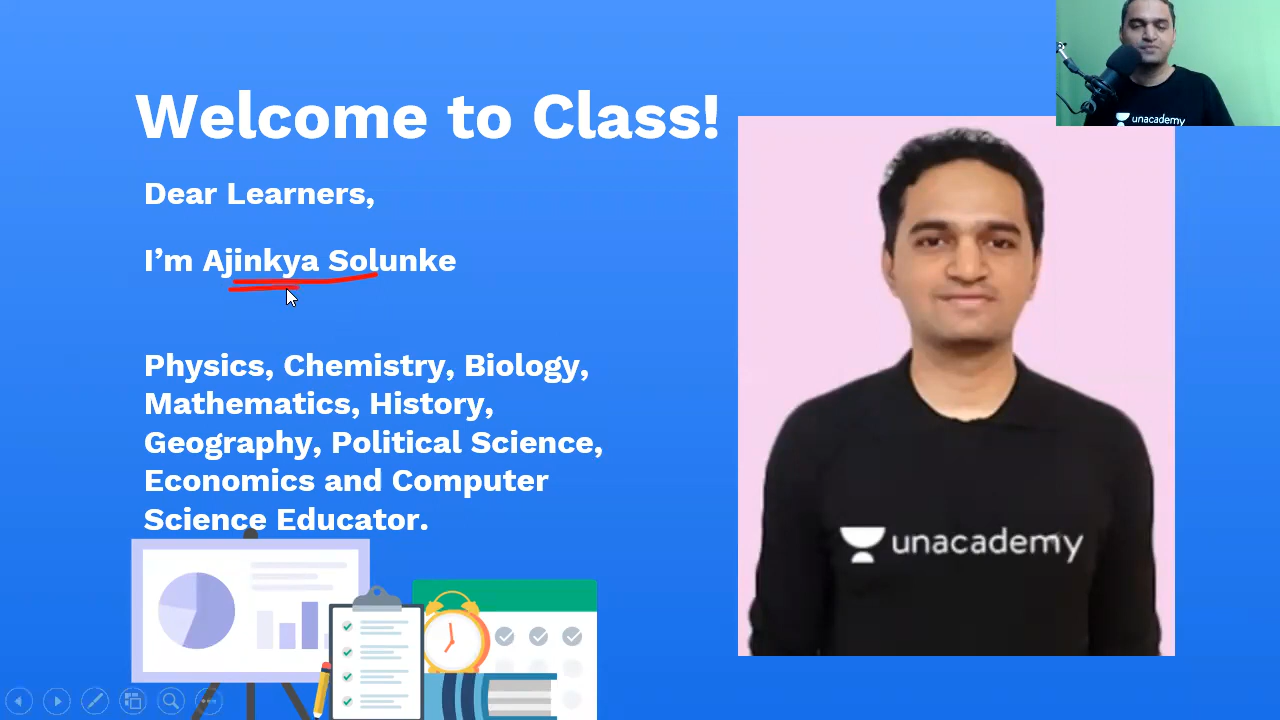 unacademy
Welcome to Class!
Dear Learners,
I'm Ajinkya Solunke
Physics, Chemistry, Biology,
Mathematics, History,
Geography, Political Science,
Economics and Computer
Science Educator.
unacademy